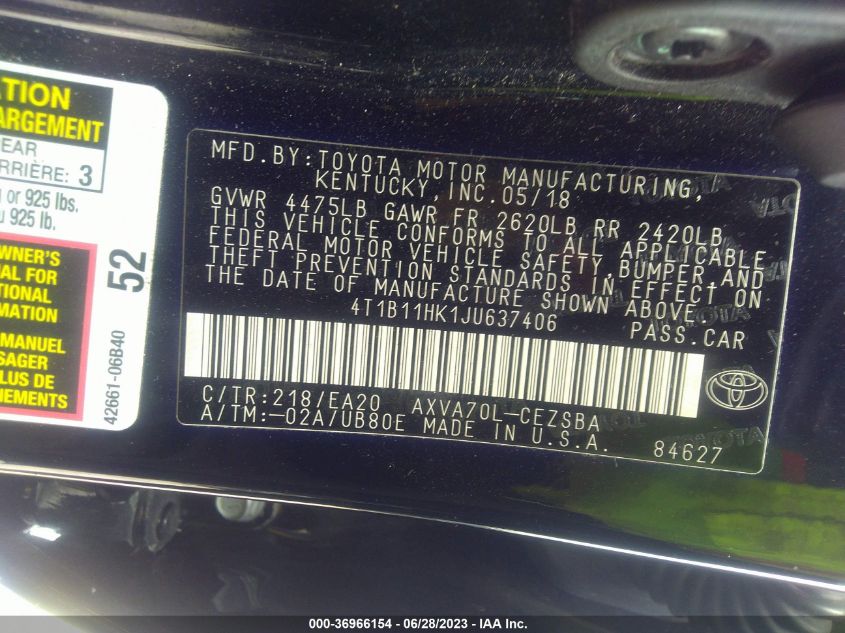 TION
ARGEMENT
EAR
RRIÈRE: 3
or 925 lbs.
925 lb.
WNER'S
AL FOR
TIONAL
RMATION
MANUEL
SAGER
PLUS DE
EMENTS
52
42661-06B40
MFD.BY:TOYOTA MOTOR MANUFACTURING,
KENTUCKY,INC.05/18
GVWR 4475LB GAWR FR 2620LB RR 2420LB
THIS VEHICLE CONFORMS TO ALL APPLICABLE
FEDERAL MOTOR VEHICLE SAFETY,BUMPER,AND
THEFT PREVENTION STANDARDS IN EFFECT ON
THE DATE OF MANUFACTURE SHOWN ABOVE.
4T1B11HK1JU637406 PASS.CAR
C/TR:218/EA20 AXVA70L-CEZSBA
A/TM:-02A/UB80E MADE IN U.S.A. 84627
000-36966154 - 06/28/2023 - IAA Inc.